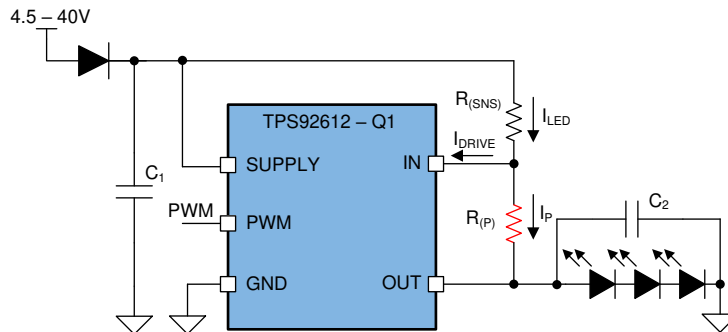 4.5 – 40V
TPS92612 – Q1
R(SNS)
ILED
IDRIVE
SUPPLY
IN
C1
C2
PWM
PWM
R(P)
IP
GND
OUT